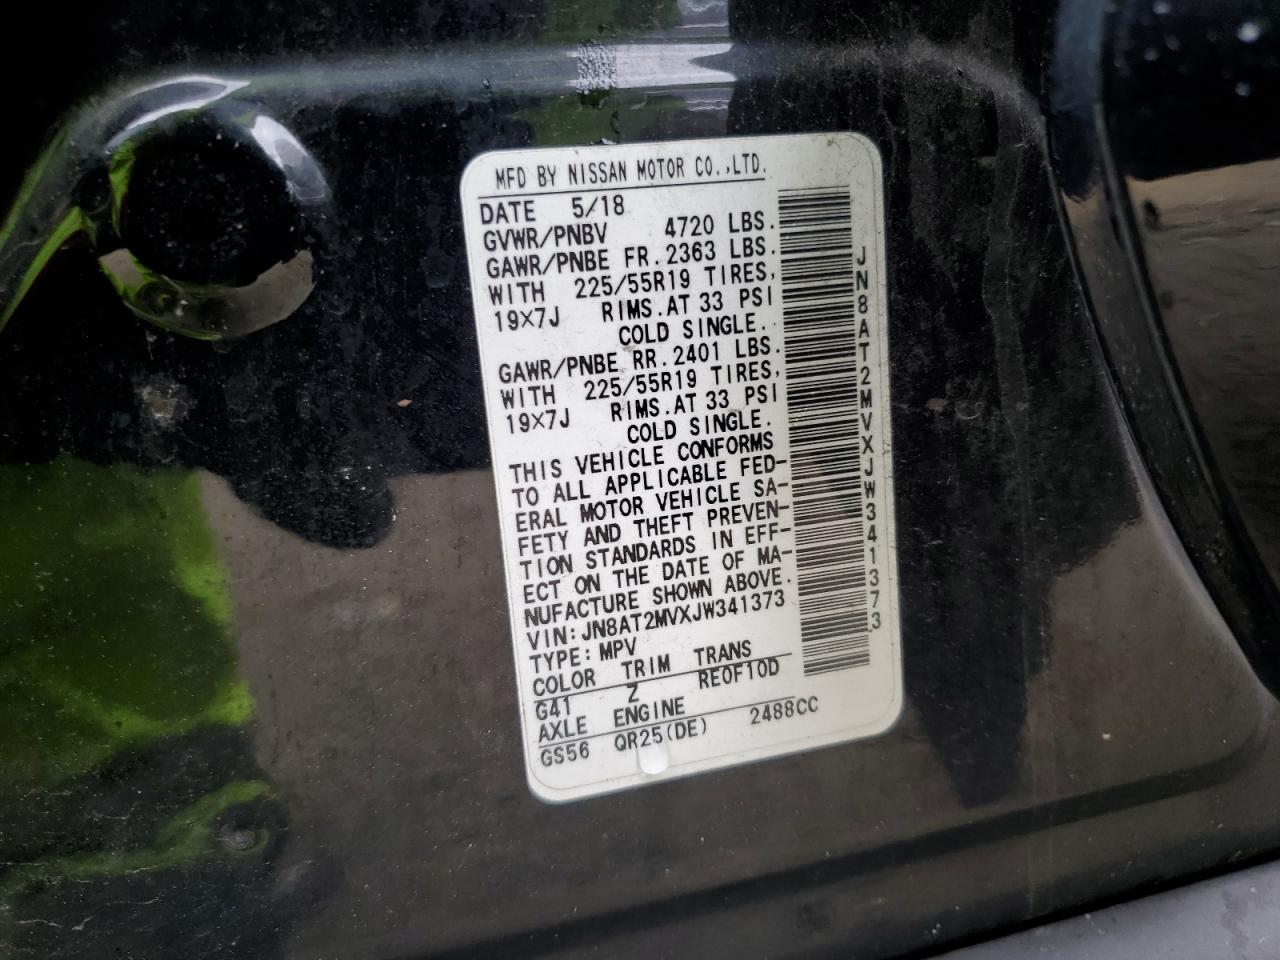 MFD BY NISSAN MOTOR CO.,LTD.
DATE 5/18
GVWR/PNBV 4720 LBS.
GAWR/PNBE FR.2363 LBS.
WITH 225/55R19 TIRES,
19×7J RIMS.AT 33 PSI
COLD SINGLE.
GAWR/PNBE RR.2401 LBS.
WITH 225/55R19 TIRES,
19×7J RIMS.AT 33 PSI
COLD SINGLE.
THIS VEHICLE CONFORMS
TO ALL APPLICABLE FED-
ERAL MOTOR VEHICLE SA-
FETY AND THEFT PREVEN-
TION STANDARDS IN EFF-
ECT ON THE DATE OF MA-
NUFACTURE SHOWN ABOVE.
VIN:JN8AT2MVXJW341373
TYPE:MPV
COLOR TRIM TRANS
G41 Z RE0F10D
AXLE ENGINE
GS56 QR25(DE) 2488CC
JN8AT2MVXJW341373